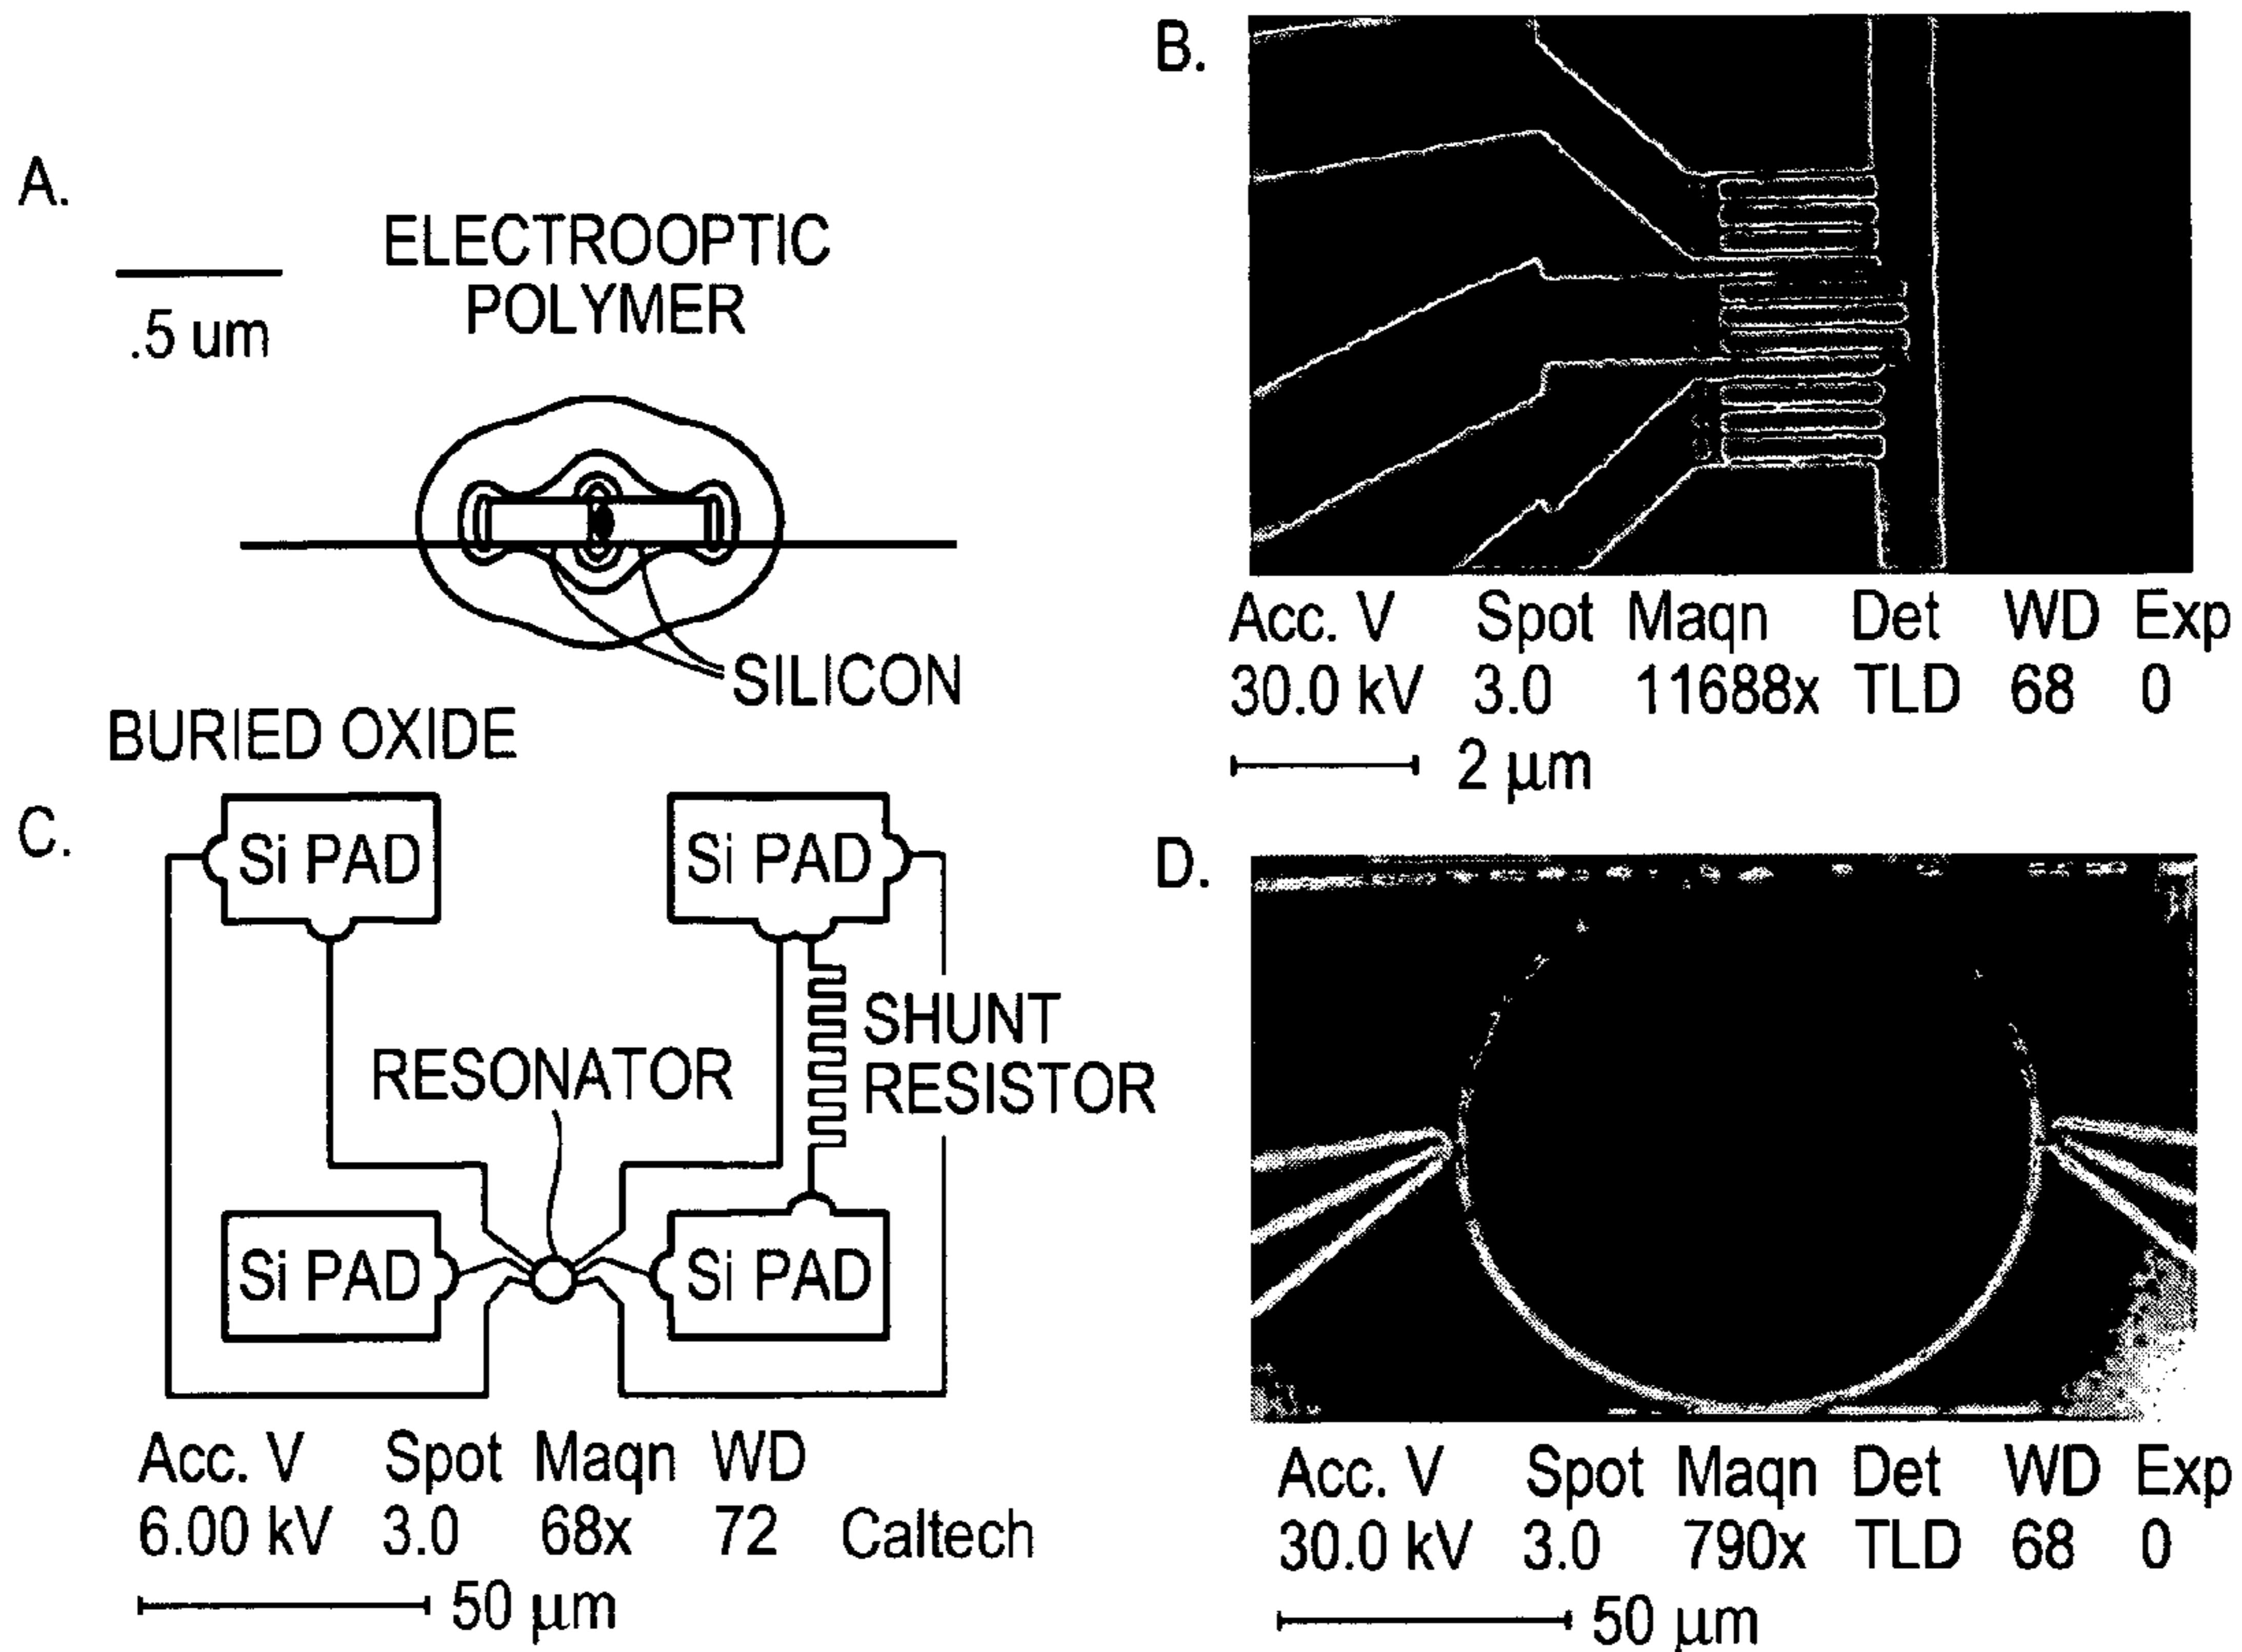 A.
ELECTROOPTIC
POLYMER
.5 um
SILICON
BURIED OXIDE
B.
Acc. V Spot Maqn Det WD Exp
30.0 kV 3.0 11688x TLD 68 0
2 μm
C.
Si PAD Si PAD
SHUNT
RESISTOR
RESONATOR
Si PAD Si PAD
Acc. V Spot Maqn WD
6.00 kV 3.0 68x 72 Caltech
50 μm
D.
Acc. V Spot Maqn Det WD Exp
30.0 kV 3.0 790x TLD 68 0
50 μm